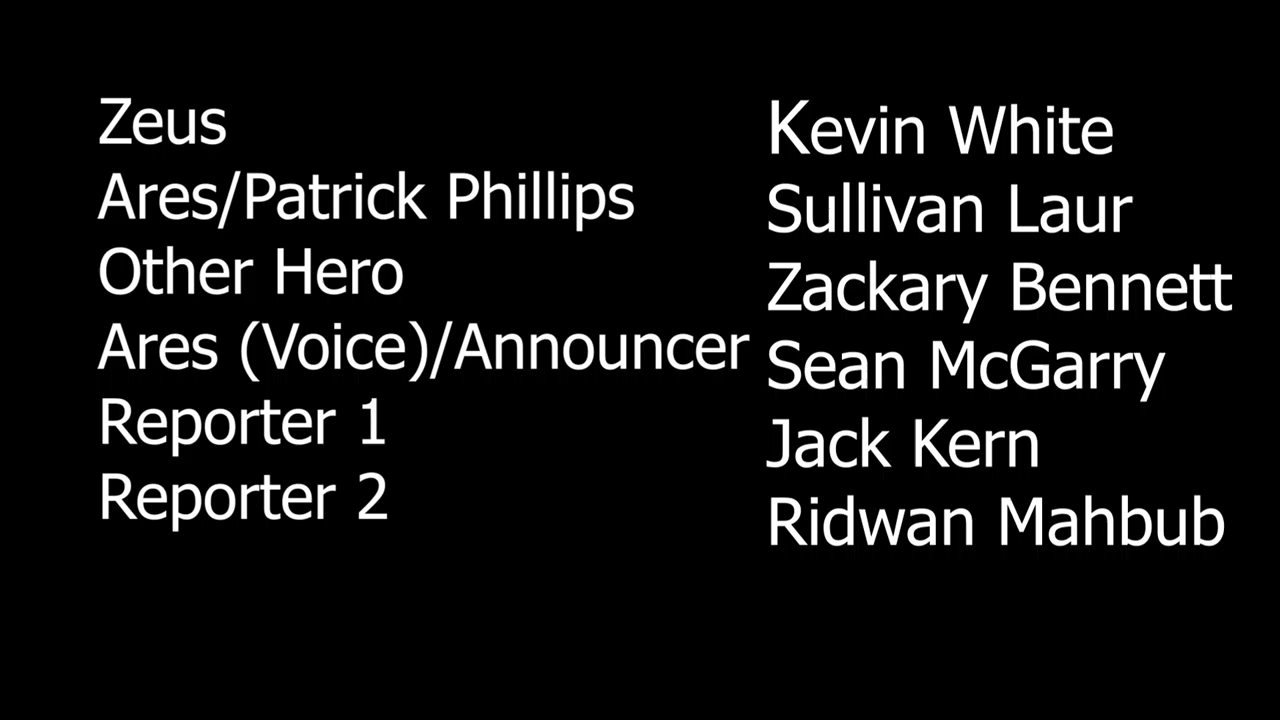 Zeus
Ares/Patrick Phillips
Other Hero
Ares (Voice)/Announcer
Reporter 1
Reporter 2
Kevin White
Sullivan Laur
Zackary Bennett
Sean McGarry
Jack Kern
Ridwan Mahbub